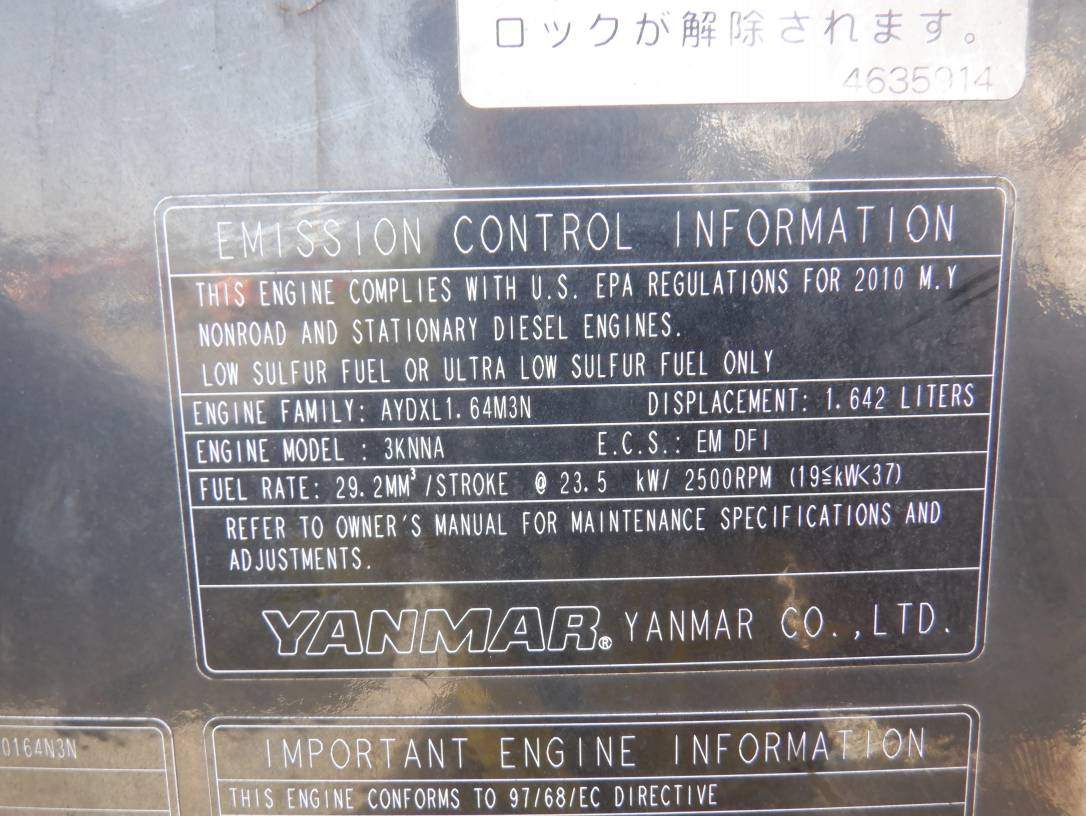 ロックが解除されます。
EMISSION CONTROL INFORMATION
THIS ENGINE COMPLIES WITH U.S. EPA REGULATIONS FOR 2010 M.Y
NONROAD AND STATIONARY DIESEL ENGINES.
LOW SULFUR FUEL OR ULTRA LOW SULFUR FUEL ONLY
ENGINE FAMILY: AYDXL1.64M3N DISPLACEMENT: 1.642 LITERS
ENGINE MODEL : 3KNNA E.C.S.: EM DFI
FUEL RATE: 29.2MM³/STROKE @ 23.5 kW/ 2500RPM (19≦kW<37)
REFER TO OWNER'S MANUAL FOR MAINTENANCE SPECIFICATIONS AND
ADJUSTMENTS.
YANMAR® YANMAR CO.,LTD.
0164N3N
IMPORTANT ENGINE INFORMATION
THIS ENGINE CONFORMS TO 97/68/EC DIRECTIVE